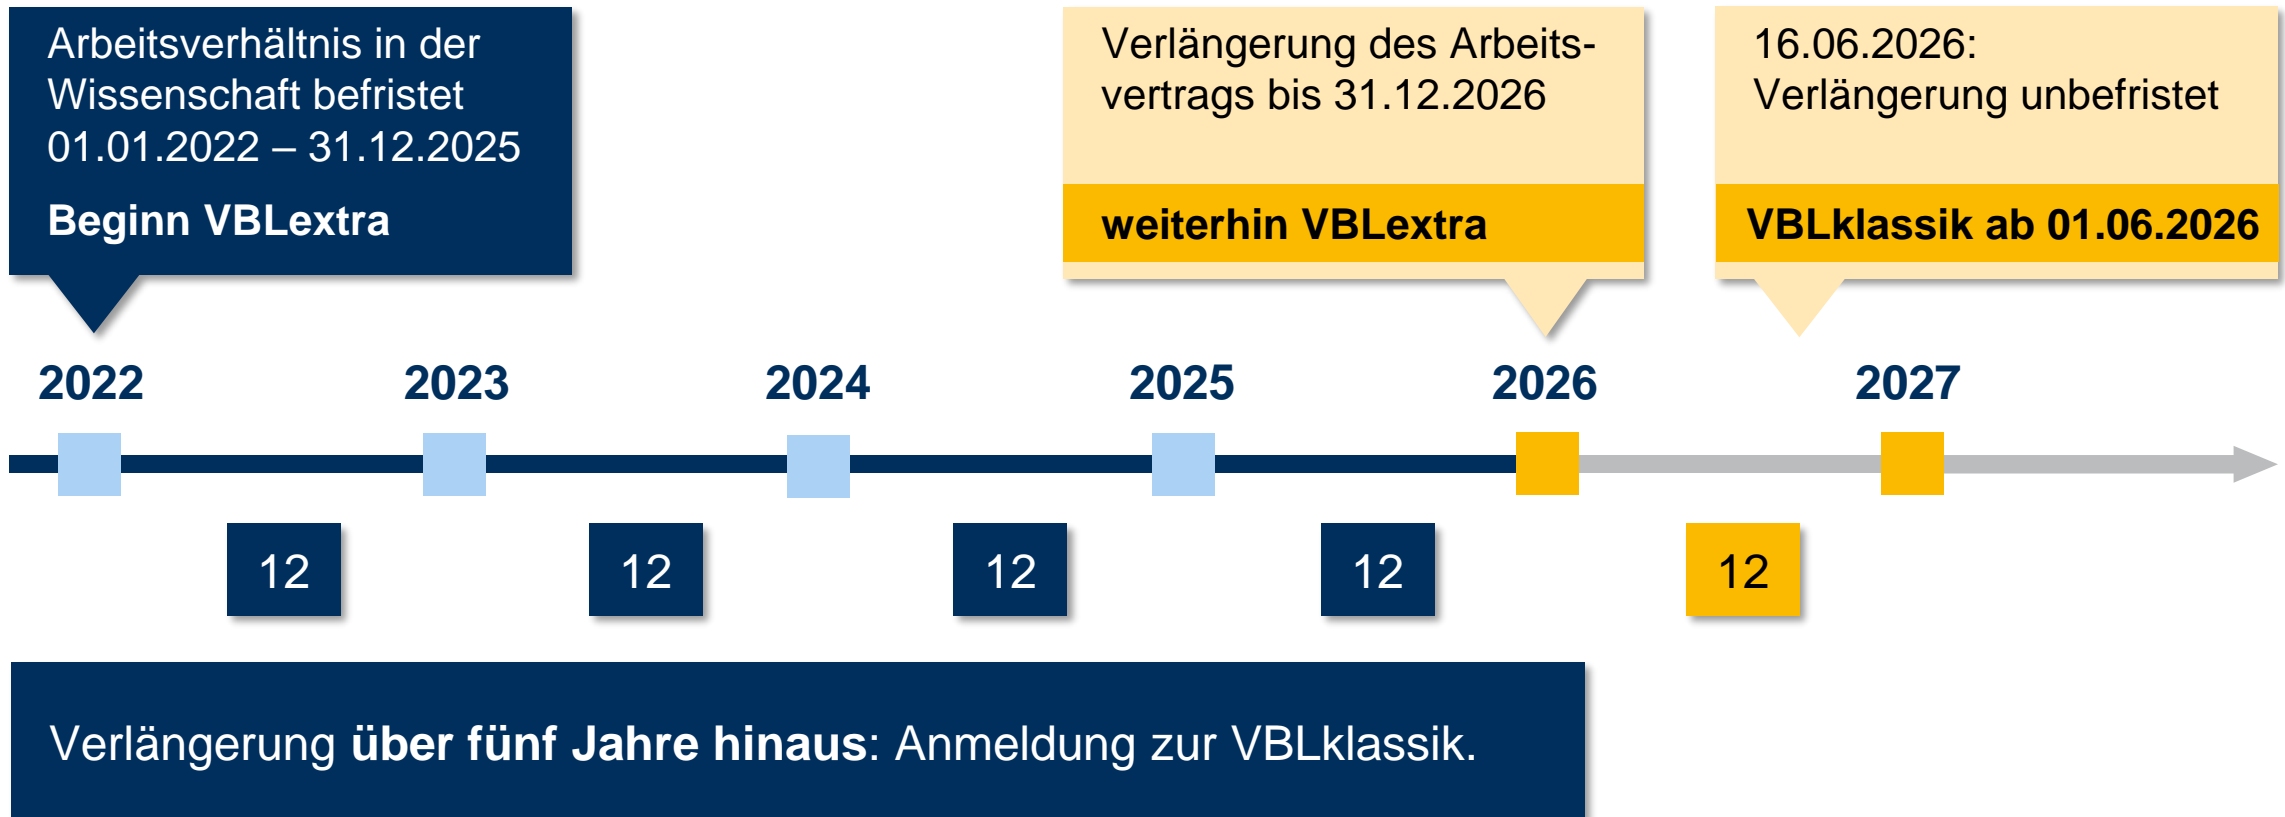 Arbeitsverhältnis in der
Wissenschaft befristet
01.01.2022 – 31.12.2025
Beginn VBLextra
Verlängerung des Arbeits-
vertrags bis 31.12.2026
weiterhin VBLextra
16.06.2026:
Verlängerung unbefristet
VBLklassik ab 01.06.2026
2022 2023 2024 2025 2026 2027
12 12 12 12 12
Verlängerung über fünf Jahre hinaus: Anmeldung zur VBLklassik.